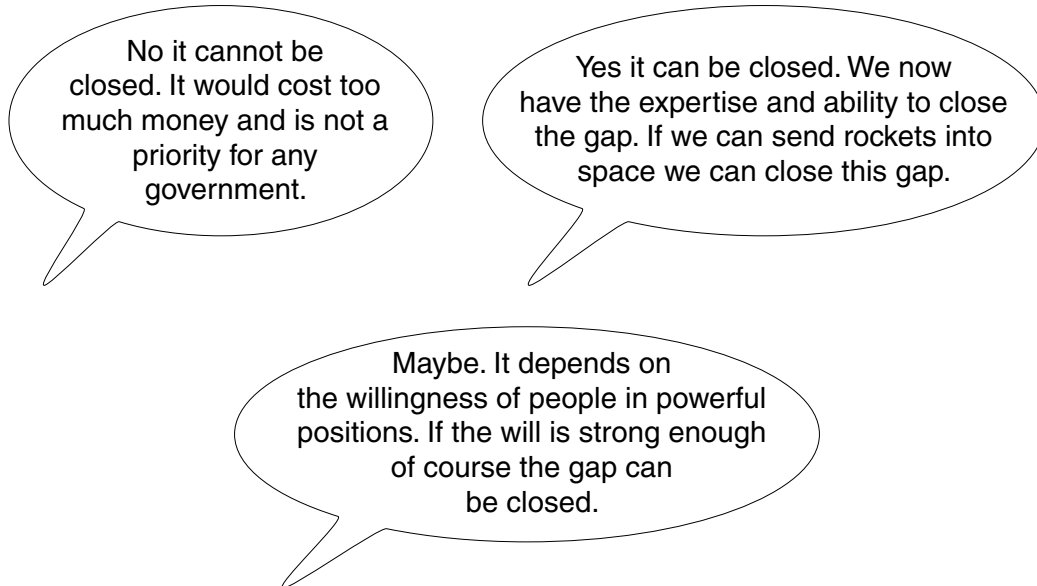 No it cannot be
closed. It would cost too
much money and is not a
priority for any
government.
Yes it can be closed. We now
have the expertise and ability to close
the gap. If we can send rockets into
space we can close this gap.
Maybe. It depends on
the willingness of people in powerful
positions. If the will is strong enough
of course the gap can
be closed.